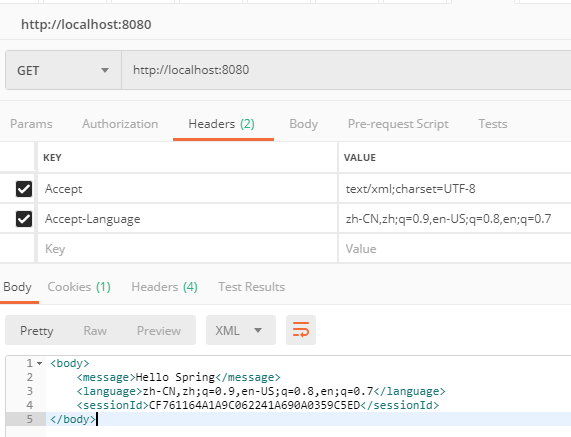 http://localhost:8080
GET http://localhost:8080
Params Authorization Headers (2) Body Pre-request Script Tests
KEY VALUE
Accept text/xml;charset=UTF-8
Accept-Language zh-CN,zh;q=0.9,en-US;q=0.8,en;q=0.7
Key Value
Body Cookies (1) Headers (4) Test Results
Pretty Raw Preview XML
1 <body>
2 <message>Hello Spring</message>
3 <language>zh-CN,zh;q=0.9,en-US;q=0.8,en;q=0.7</language>
4 <sessionId>CF761164A1A9C062241A690A0359C5ED</sessionId>
5 </body>